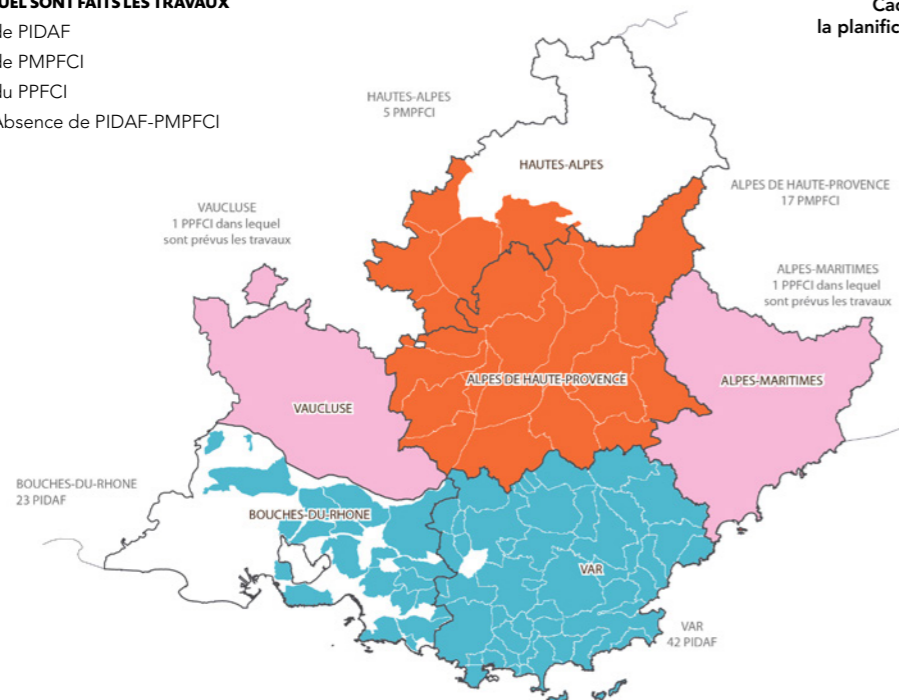 UEL SONT FAITS LES TRAVAUX
de PIDAF
de PMPFCI
du PPFCI
Absence de PIDAF-PMPFCI
la planific
HAUTES-ALPES
5 PMPFCI
HAUTES-ALPES
ALPES DE HAUTE-PROVENCE
17 PMPFCI
VAUCLUSE
1 PPFCI dans lequel
sont prévus les travaux
ALPES-MARITIMES
1 PPFCI dans lequel
sont prévus les travaux
ALPES DE HAUTE-PROVENCE
ALPES-MARITIMES
VAUCLUSE
BOUCHES-DU-RHONE
23 PIDAF
BOUCHES-DU-RHONE
VAR
VAR
42 PIDAF